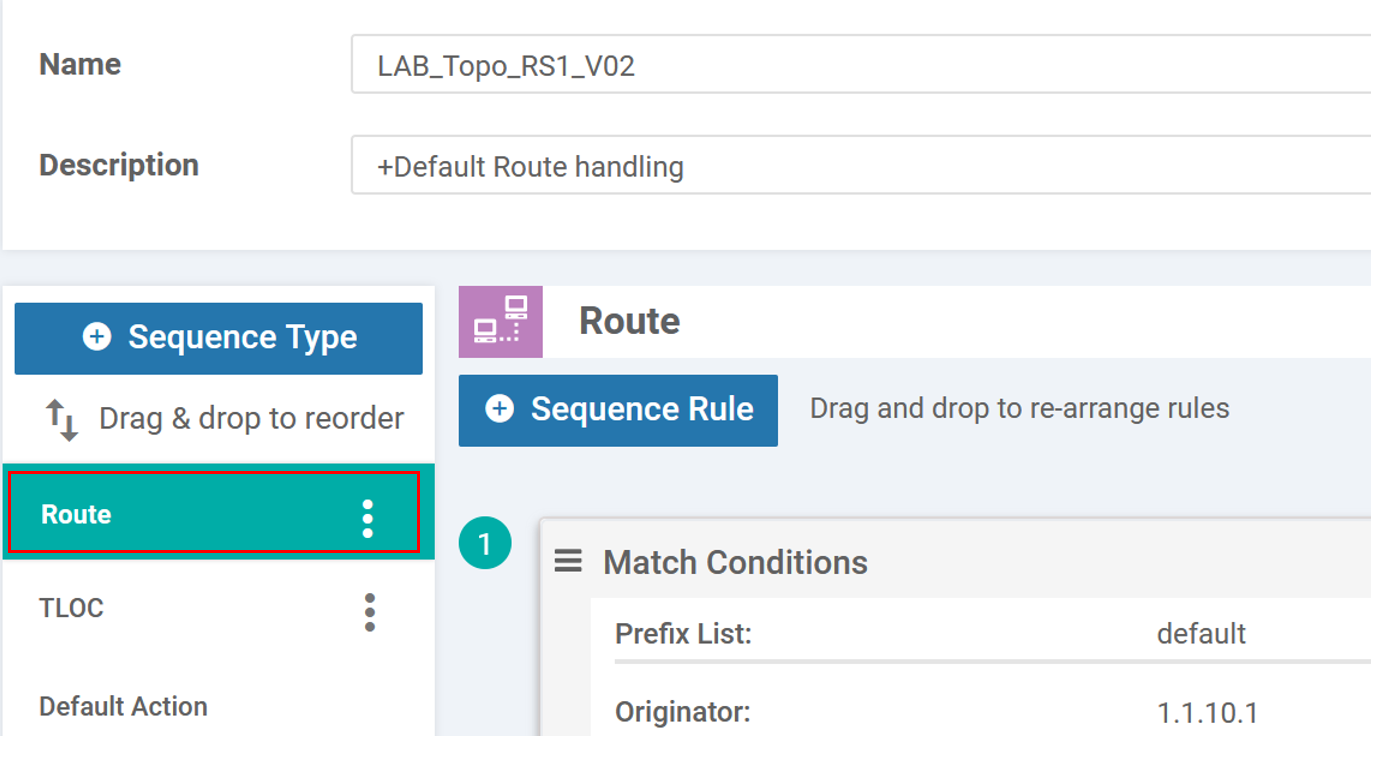 Name
LAB_Topo_RS1_V02
Description
+Default Route handling
Sequence Type
Drag & drop to reorder
Route
TLOC
Default Action
Route
Sequence Rule
Drag and drop to re-arrange rules
1
Match Conditions
Prefix List:
default
Originator:
1.1.10.1